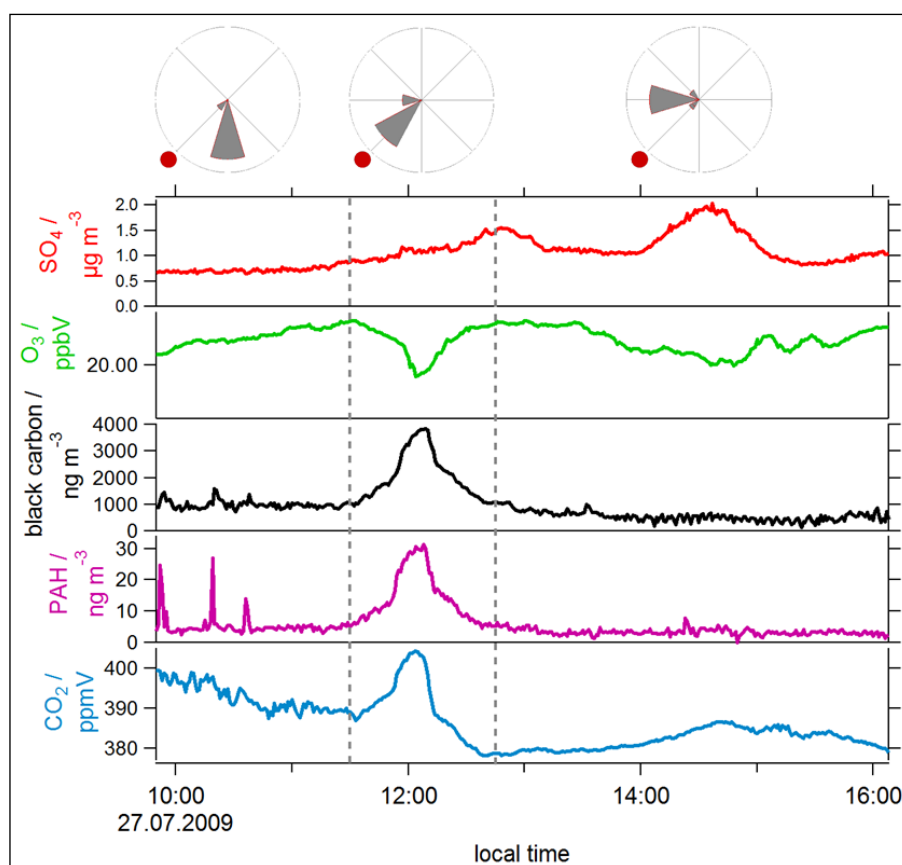 SO4 /
µg m-3
2.0
1.5
1.0
0.5
0.0
O3 /
ppbV
20.00
black carbon /
ng m-3
4000
3000
2000
1000
0
PAH /
ng m-3
30
20
10
0
CO2 /
ppmV
400
390
380
10:00 12:00 14:00 16:00
27.07.2009
local time